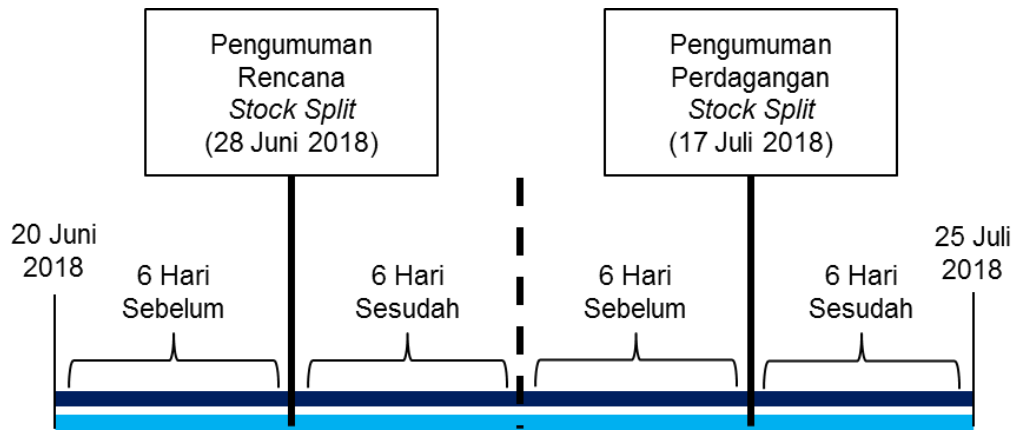 Pengumuman
Rencana
Stock Split
(28 Juni 2018)
Pengumuman
Perdagangan
Stock Split
(17 Juli 2018)
20 Juni
2018
6 Hari
Sebelum
6 Hari
Sesudah
6 Hari
Sebelum
6 Hari
Sesudah
25 Juli
2018